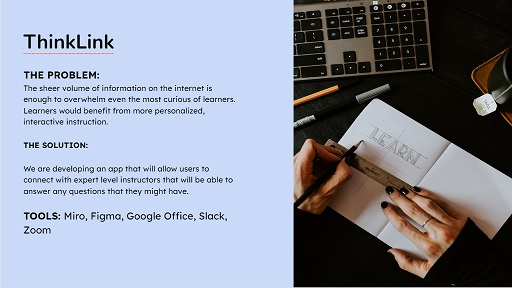 ThinkLink
THE PROBLEM:
The sheer volume of information on the internet is
enough to overwhelm even the most curious of learners.
Learners would benefit from more personalized,
interactive instruction.
THE SOLUTION:
We are developing an app that will allow users to
connect with expert level instructors that will be able to
answer any questions that they might have.
TOOLS: Miro, Figma, Google Office, Slack,
Zoom
LEARN